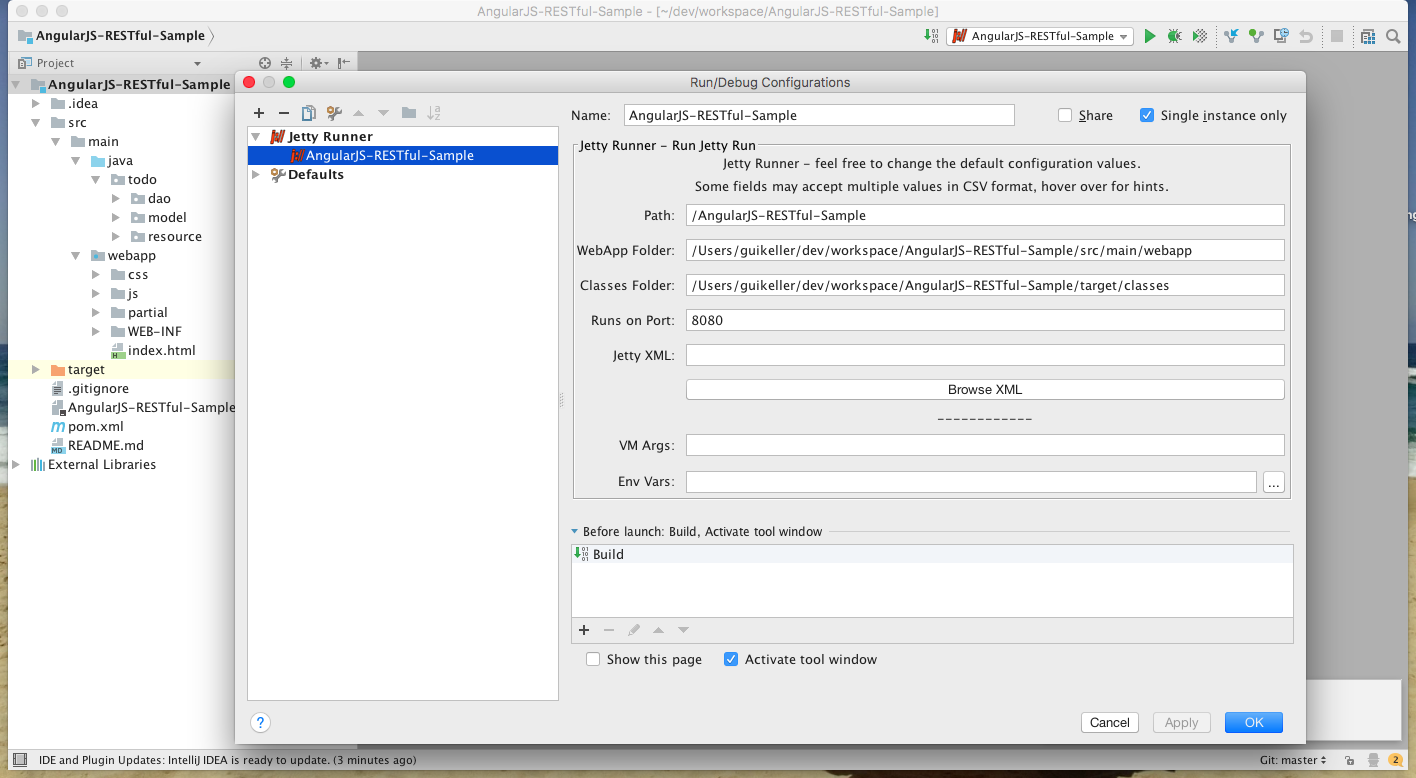 AngularJS-RESTful-Sample - [~/dev/workspace/AngularJS-RESTful-Sample]
AngularJS-RESTful-Sample
AngularJS-RESTful-Sample
Project
AngularJS-RESTful-Sample
.idea
src
main
java
todo
dao
model
resource
webapp
css
js
partial
WEB-INF
index.html
target
.gitignore
AngularJS-RESTful-Sample
pom.xml
README.md
External Libraries
Run/Debug Configurations
Jetty Runner
AngularJS-RESTful-Sample
Defaults
Name: AngularJS-RESTful-Sample
Share
Single instance only
Jetty Runner - Run Jetty Run
Jetty Runner - feel free to change the default configuration values.
Some fields may accept multiple values in CSV format, hover over for hints.
Path: /AngularJS-RESTful-Sample
WebApp Folder: /Users/guikeller/dev/workspace/AngularJS-RESTful-Sample/src/main/webapp
Classes Folder: /Users/guikeller/dev/workspace/AngularJS-RESTful-Sample/target/classes
Runs on Port: 8080
Jetty XML:
Browse XML
------------
VM Args:
Env Vars:
...
Before launch: Build, Activate tool window
Build
Show this page
Activate tool window
?
Cancel
Apply
OK
IDE and Plugin Updates: IntelliJ IDEA is ready to update. (3 minutes ago)
Git: master
2